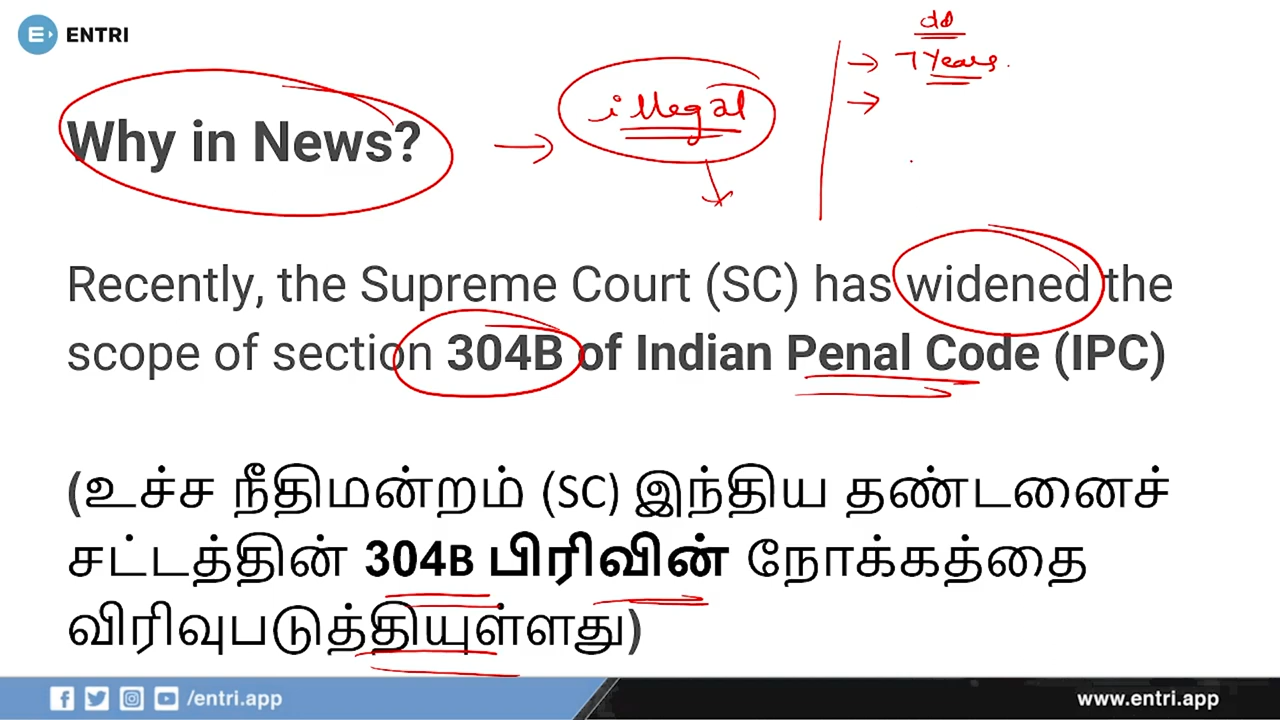 ENTRI
7 Years.
illegal
Why in News?
Recently, the Supreme Court (SC) has widened the
scope of section 304B of Indian Penal Code (IPC)
(உச்ச நீதிமன்றம் (SC) இந்திய தண்டனைச்
சட்டத்தின் 304B பிரிவின் நோக்கத்தை
விரிவுபடுத்தியுள்ளது)
/entri.app
www.entri.app